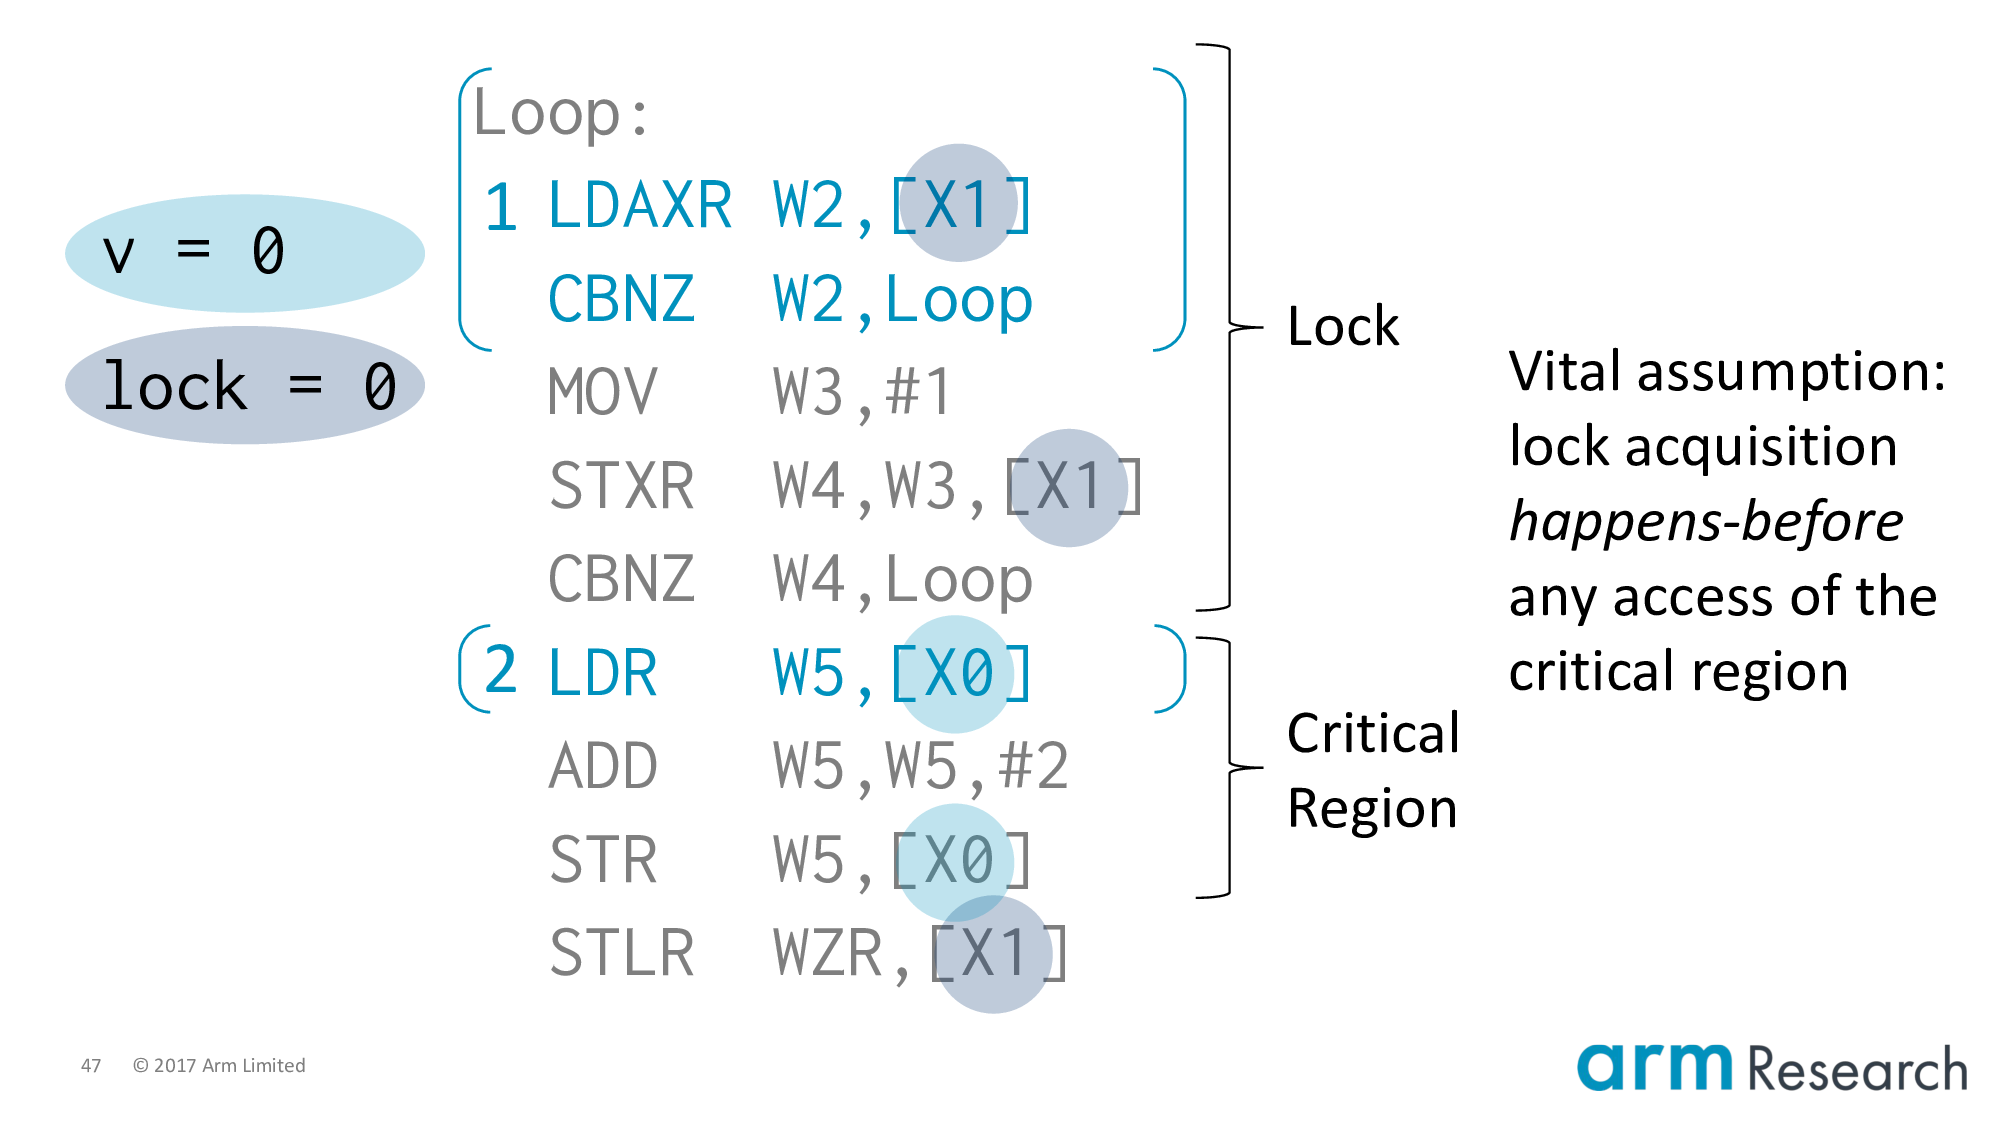 Loop:
1 LDAXR W2,[X1]
CBNZ W2,Loop
MOV W3,#1
STXR W4,W3,[X1]
CBNZ W4,Loop
2 LDR W5,[X0]
ADD W5,W5,#2
STR W5,[X0]
STLR WZR,[X1]
v = 0
lock = 0
Lock
Critical
Region
Vital assumption:
lock acquisition
happens-before
any access of the
critical region
47 © 2017 Arm Limited
arm Research